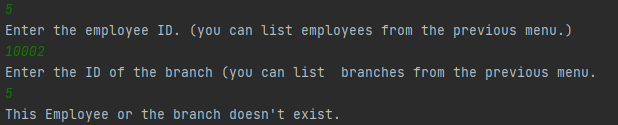 5
Enter the employee ID. (you can list employees from the previous menu.)
10002
Enter the ID of the branch (you can list  branches from the previous menu.
5
This Employee or the branch doesn't exist.